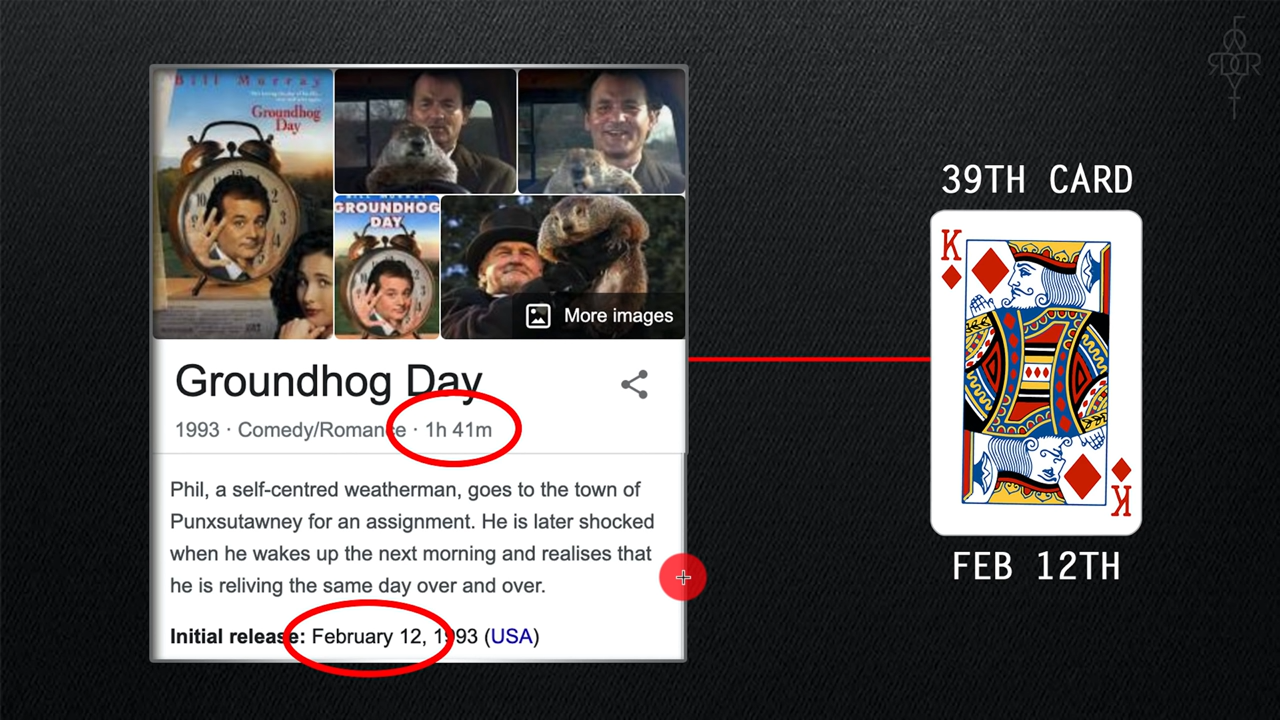 Bill Murray
Groundhog
Day
GROUNDHOG
DAY
More images
Groundhog Day
1993 · Comedy/Romance · 1h 41m
Phil, a self-centred weatherman, goes to the town of
Punxsutawney for an assignment. He is later shocked
when he wakes up the next morning and realises that
he is reliving the same day over and over.
Initial release: February 12, 1993 (USA)
39TH CARD
K
K
FEB 12TH